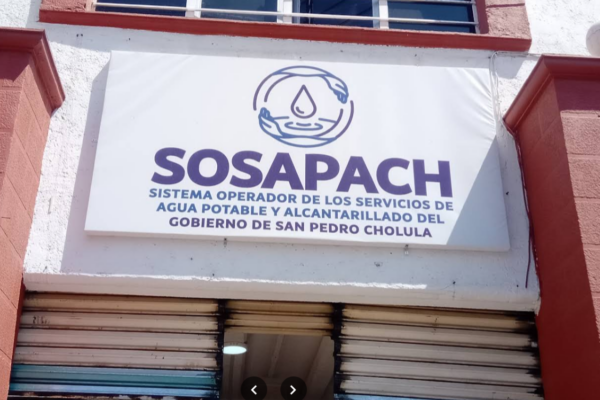 SOSAPACH
SISTEMA OPERADOR DE LOS SERVICIOS DE
AGUA POTABLE Y ALCANTARILLADO DEL
GOBIERNO DE SAN PEDRO CHOLULA